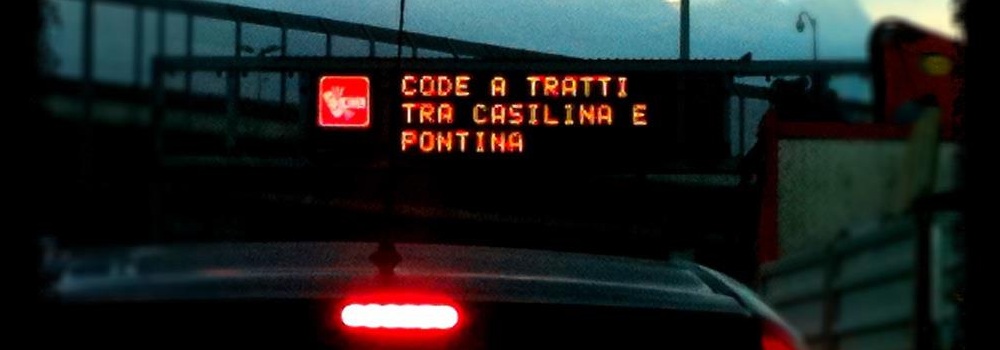 CODE A TRATTI
TRA CASILINA E
PONTINA